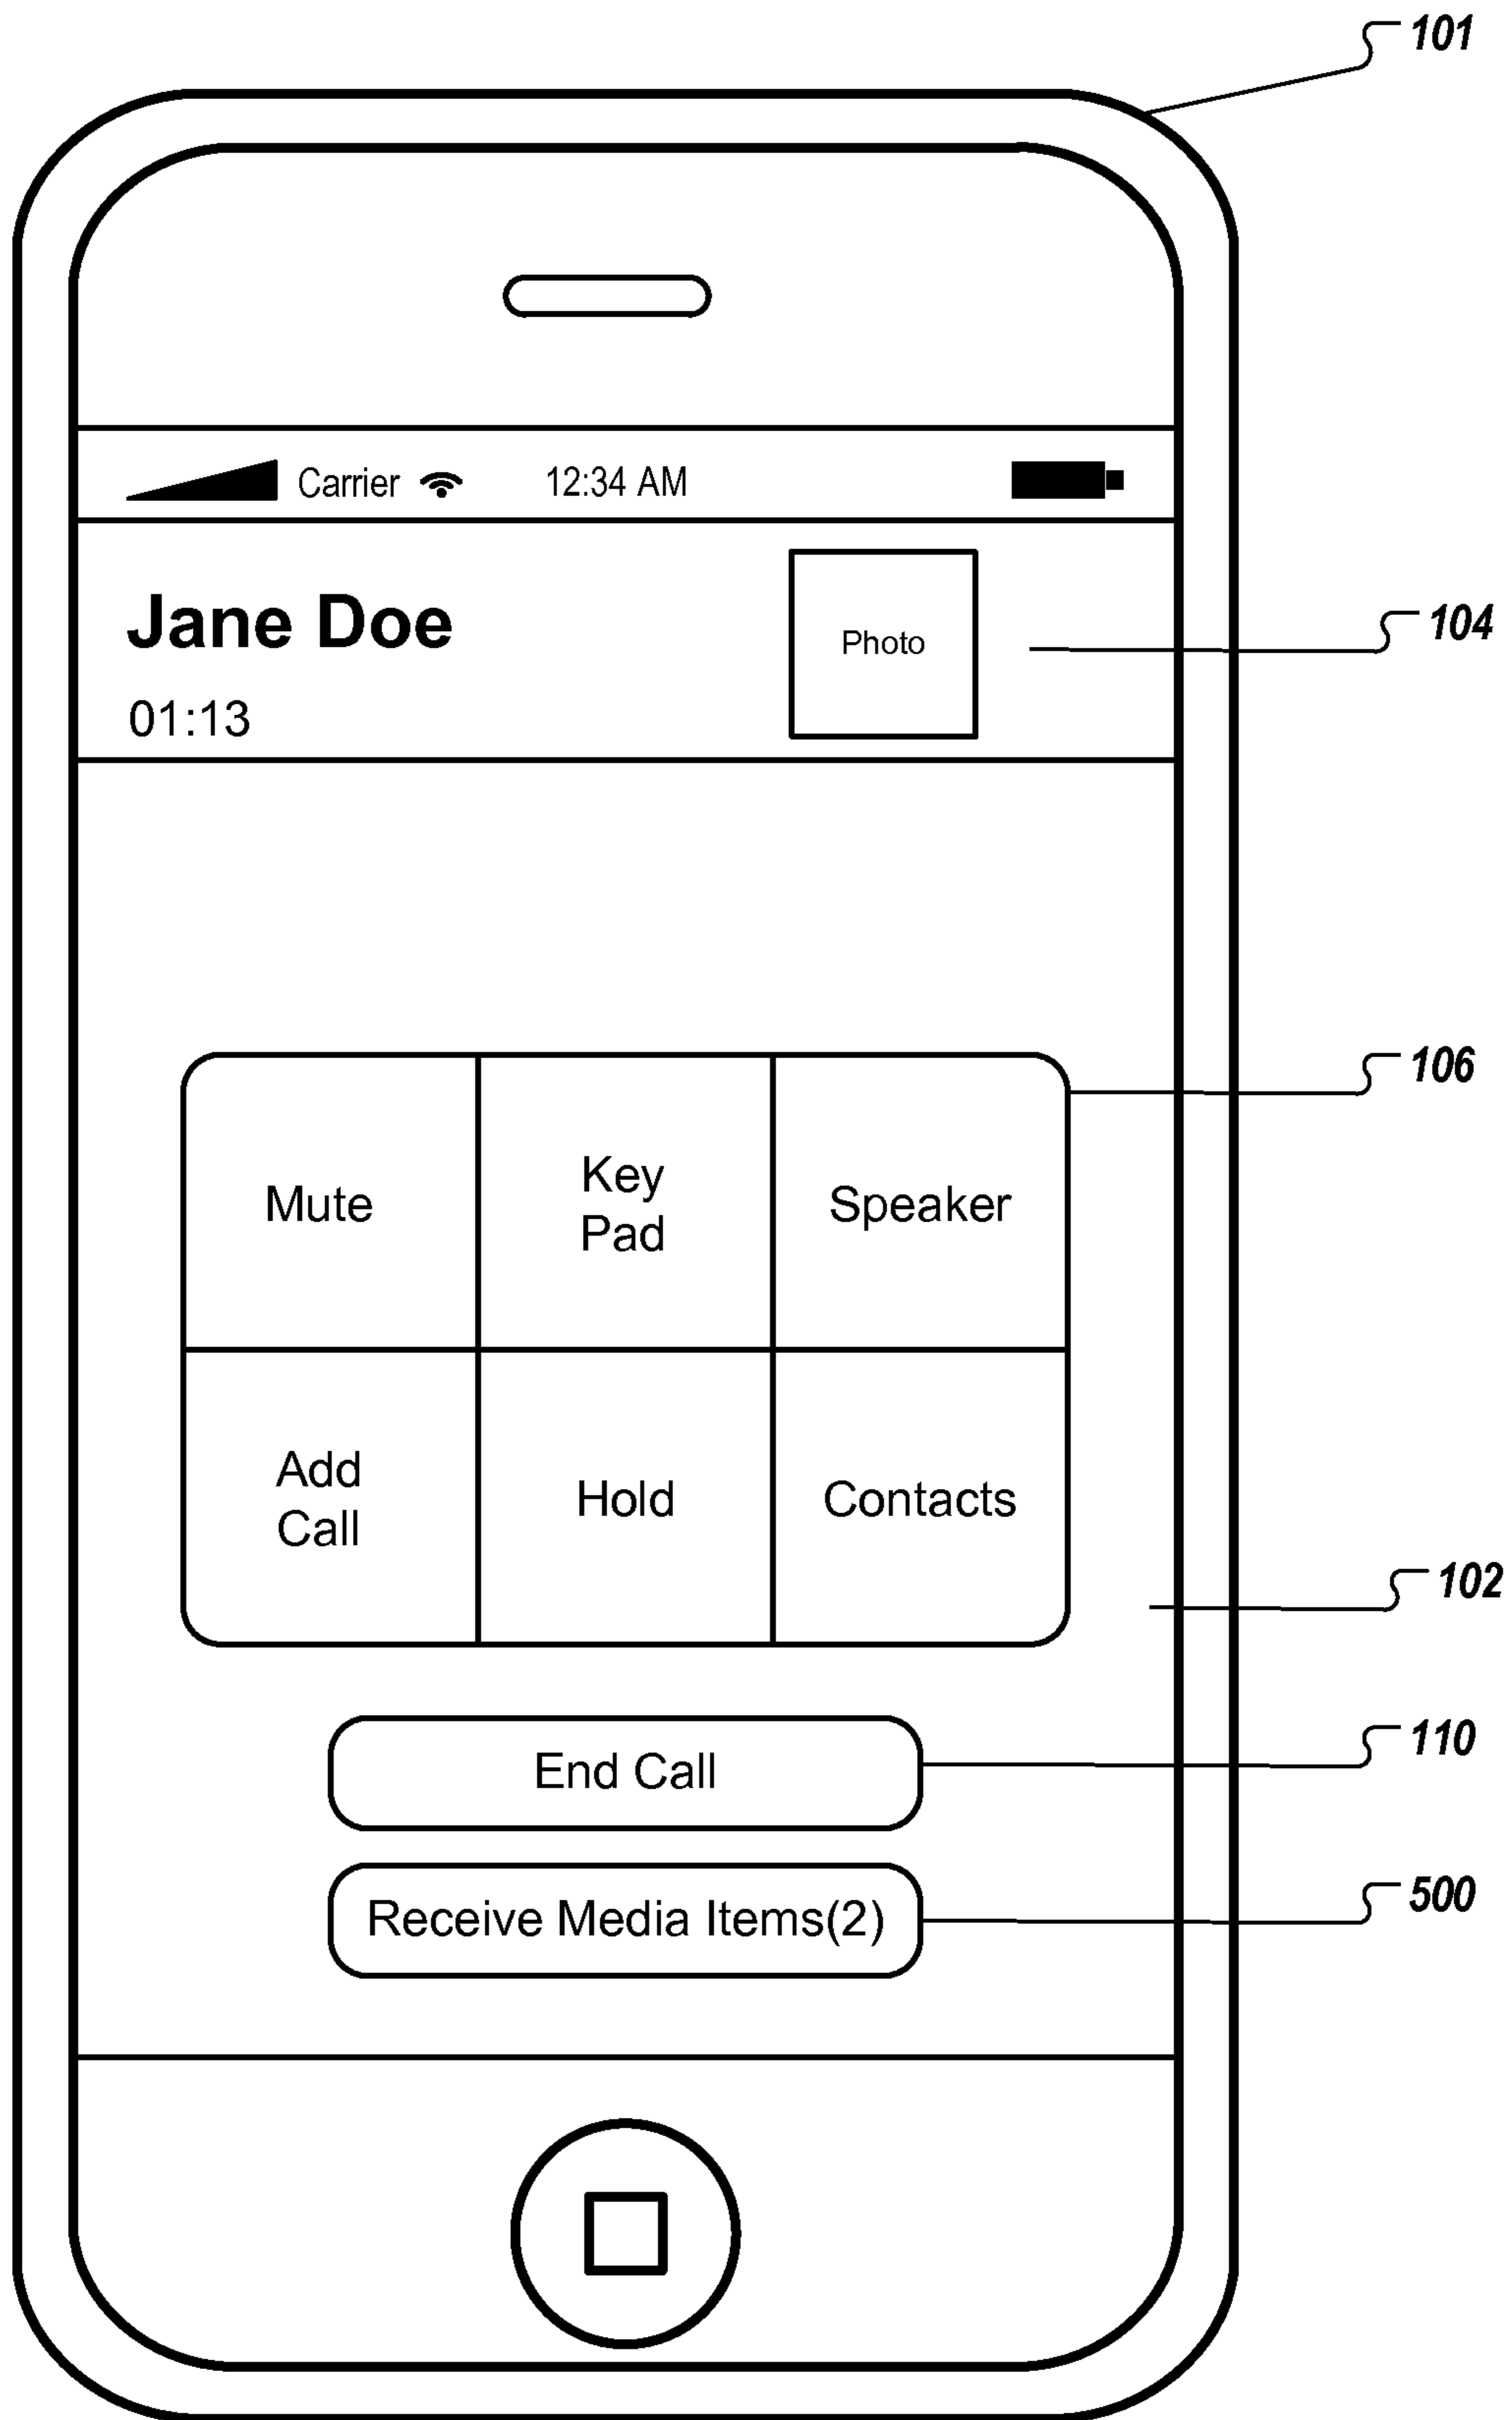 101
Carrier 12:34 AM
Jane Doe
Photo
104
01:13
106
Mute
Key
Pad
Speaker
Add
Call
Hold
Contacts
102
End Call
110
Receive Media Items(2)
500